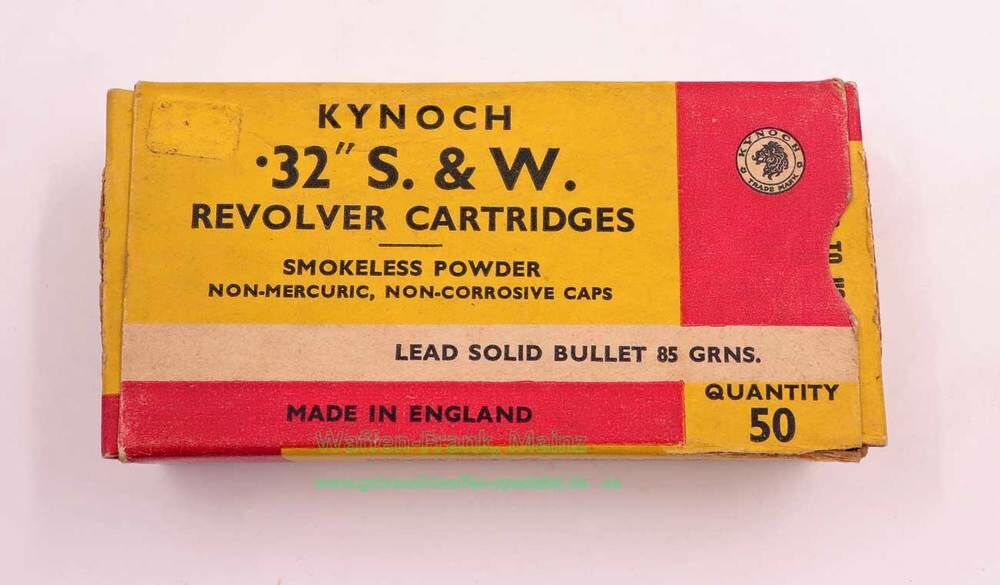 KYNOCH
.32" S. & W.
REVOLVER CARTRIDGES
SMOKELESS POWDER
NON-MERCURIC, NON-CORROSIVE CAPS
KYNOCH
TRADE MARK
LEAD SOLID BULLET 85 GRNS.
MADE IN ENGLAND
QUANTITY
50
Waffen-Frank, Mainz